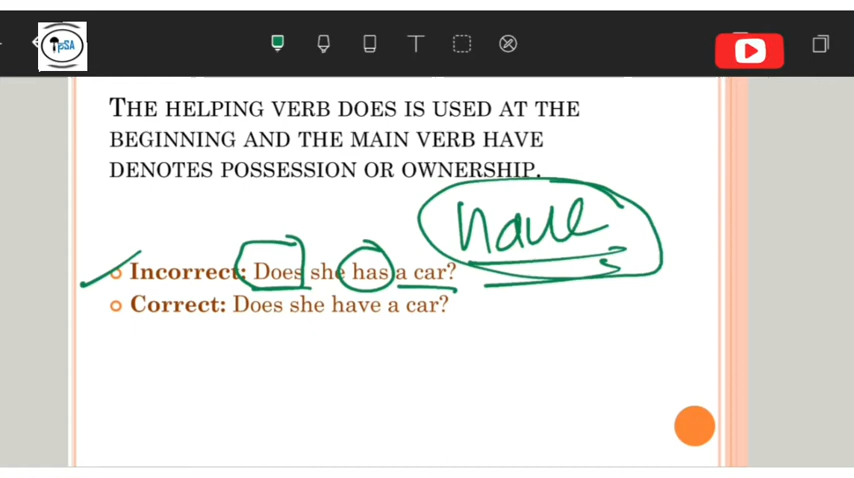 TpSA
T
THE HELPING VERB DOES IS USED AT THE
BEGINNING AND THE MAIN VERB HAVE
DENOTES POSSESSION OR OWNERSHIP.
have
Incorrect: Does she has a car?
Correct: Does she have a car?